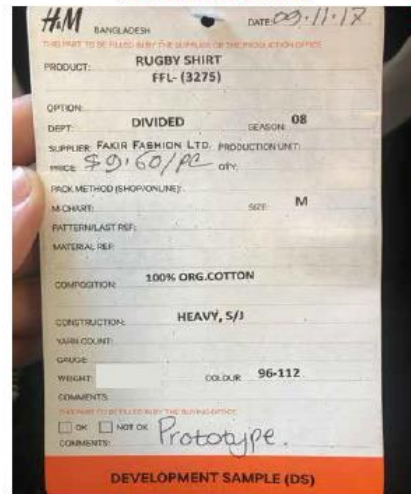 H&M BANGLADESH DATE: 09.11.17
THIS PART TO BE FILLED IN BY THE SUPPLIER OR THE PRODUCTION OFFICE
PRODUCT: RUGBY SHIRT
FFL- (3275)
OPTION:
DEPT: DIVIDED SEASON: 08
SUPPLIER: FAKIR FASHION LTD. PRODUCTION UNIT:
PRICE: $9.60/PC QTY:
PACK METHOD (SHOP/ONLINE):
M-CHART: SIZE: M
PATTERN/LAST REF:
MATERIAL REF:
COMPOSITION: 100% ORG.COTTON
CONSTRUCTION: HEAVY, S/J
YARN COUNT:
GAUGE:
WEIGHT: COLOUR: 96-112
COMMENTS:
THIS PART TO BE FILLED IN BY THE BUYING OFFICE
OK NOT OK Prototype.
COMMENTS:
DEVELOPMENT SAMPLE (DS)